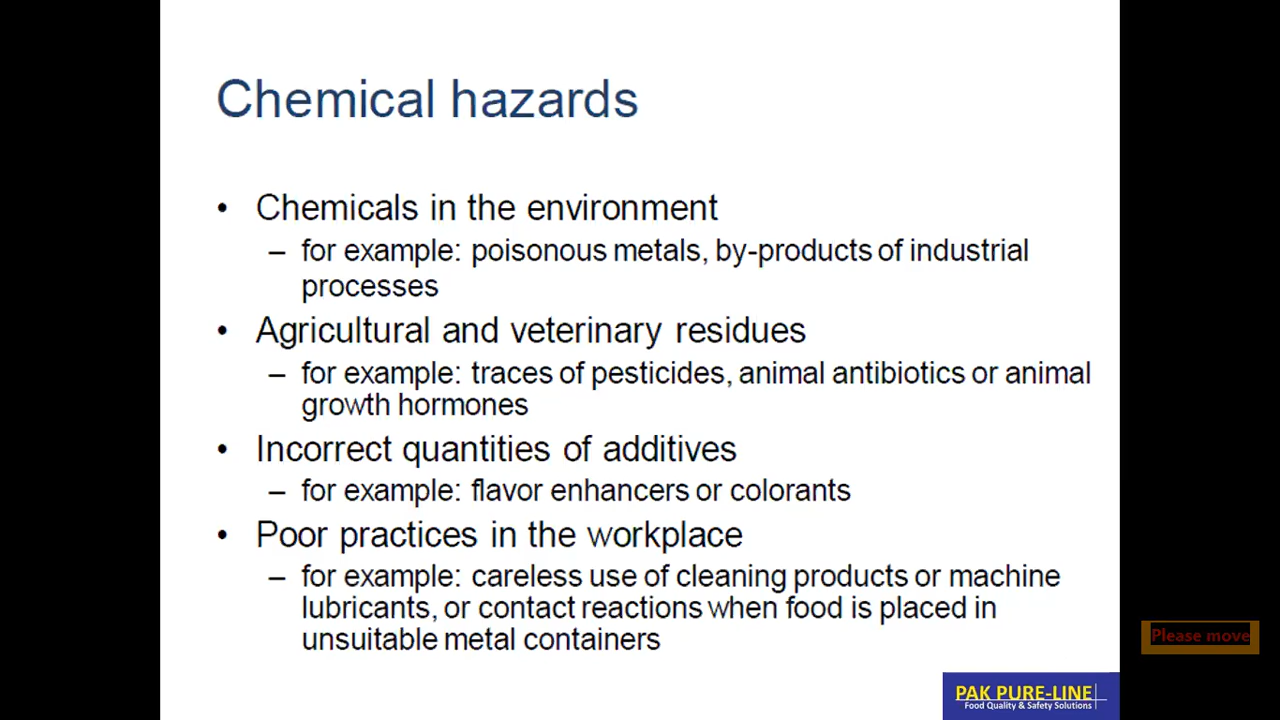 Chemical hazards
• Chemicals in the environment
– for example: poisonous metals, by-products of industrial
processes
• Agricultural and veterinary residues
– for example: traces of pesticides, animal antibiotics or animal
growth hormones
• Incorrect quantities of additives
– for example: flavor enhancers or colorants
• Poor practices in the workplace
– for example: careless use of cleaning products or machine
lubricants, or contact reactions when food is placed in
unsuitable metal containers
Please move
PAK PURE-LINE
Food Quality & Safety Solutions